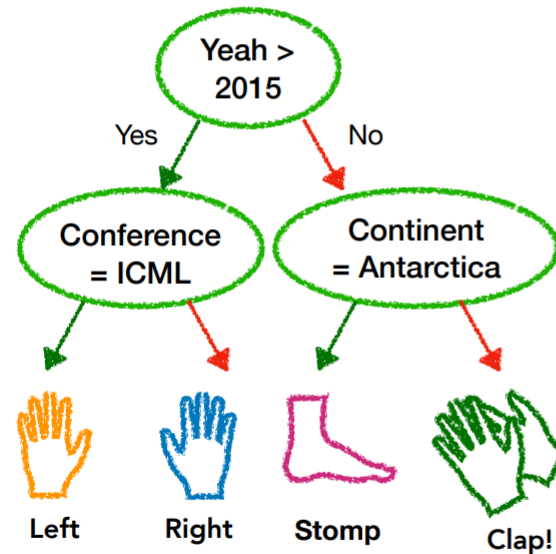 Yeah >
2015
Yes
No
Conference
= ICML
Continent
= Antarctica
Left
Right
Stomp
Clap!